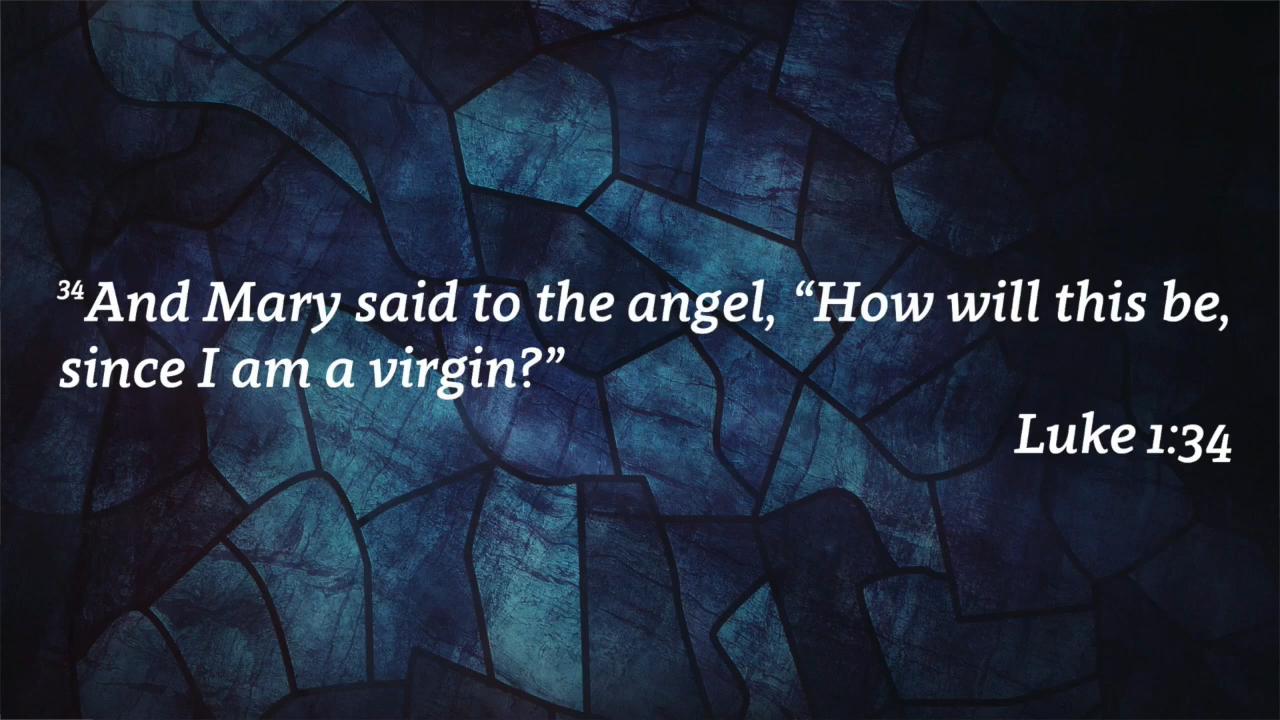 34And Mary said to the angel, “How will this be,
since I am a virgin?”
Luke 1:34